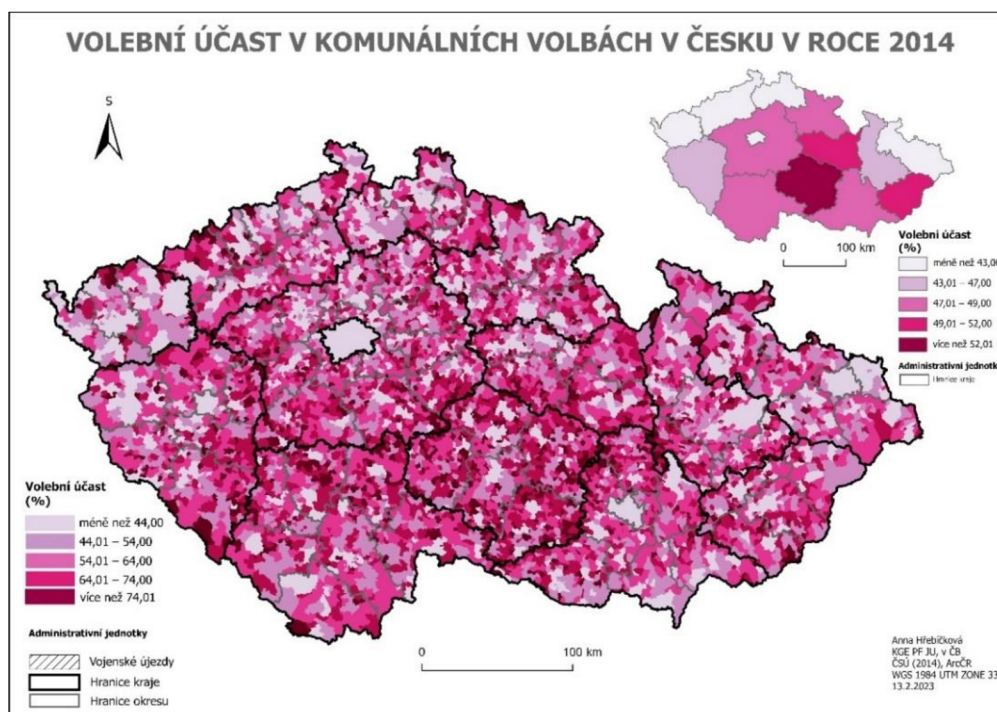 VOLEBNÍ ÚČAST V KOMUNÁLNÍCH VOLBÁCH V ČESKU V ROCE 2014
S
0 100 km
Volební účast
(%)
méně než 43,00
43,01 – 47,00
47,01 – 49,00
49,01 – 52,00
více než 52,01
Administrativní jednotky
Hranice kraje
Volební účast
(%)
méně než 44,00
44,01 – 54,00
54,01 – 64,00
64,01 – 74,00
více než 74,01
Administrativní jednotky
Vojenské újezdy
Hranice kraje
Hranice okresu
0 100 km
Anna Hřebíčková
KGE PF JU, v ČB
ČSÚ (2014), ArcČR
WGS 1984 UTM ZONE 33
13.2.2023